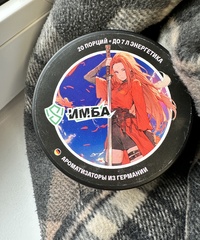 20 ПОРЦИЙ • ДО 7 Л ЭНЕРГЕТИКА
ИМБА
АРОМАТИЗАТОРЫ ИЗ ГЕРМАНИИ